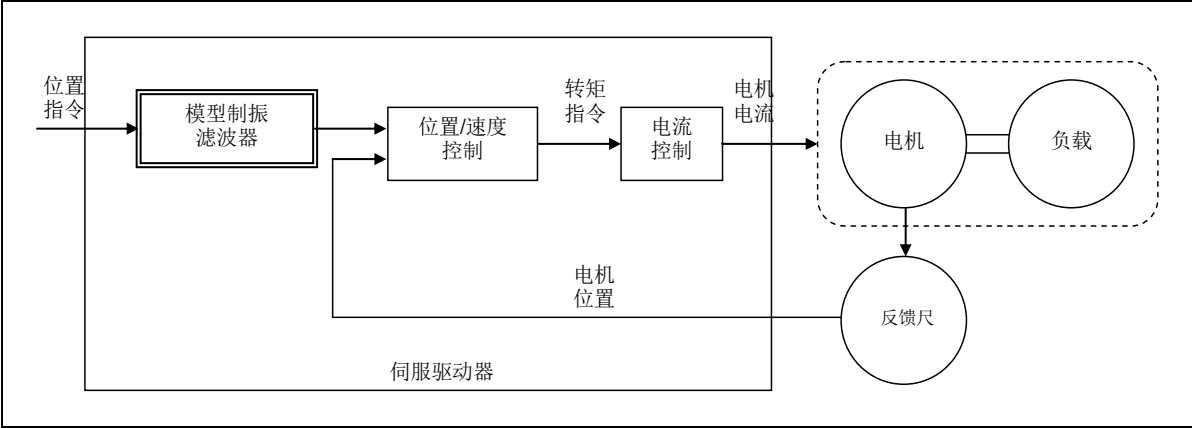 位置
指令
模型制振
滤波器
位置/速度
控制
转矩
指令
电流
控制
电机
电流
电机
负载
电机
位置
反馈尺
伺服驱动器